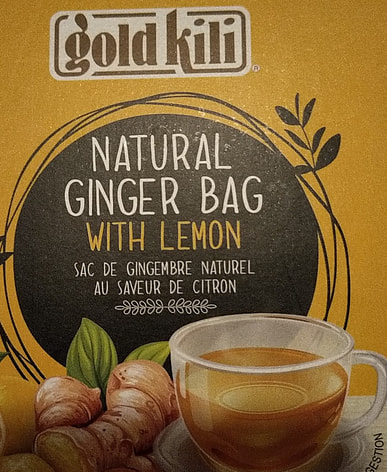 gold kili
®
NATURAL
GINGER BAG
WITH LEMON
SAC DE GINGEMBRE NATUREL
AU SAVEUR DE CITRON